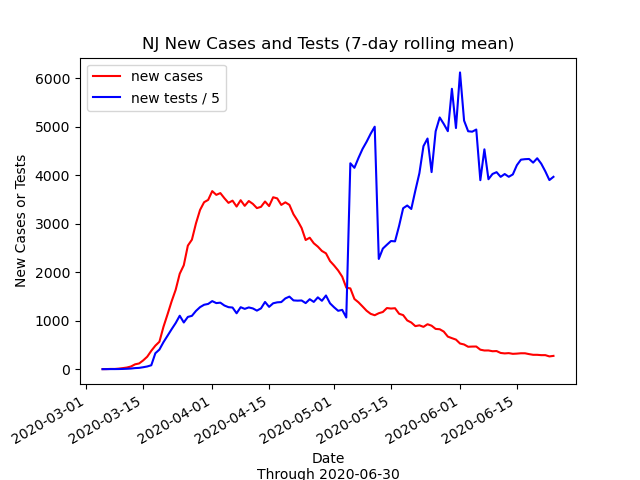 NJ New Cases and Tests (7-day rolling mean)
new cases
new tests / 5
New Cases or Tests
6000
5000
4000
3000
2000
1000
0
2020-03-01
2020-03-15
2020-04-01
2020-04-15
2020-05-01
2020-05-15
2020-06-01
2020-06-15
Date
Through 2020-06-30